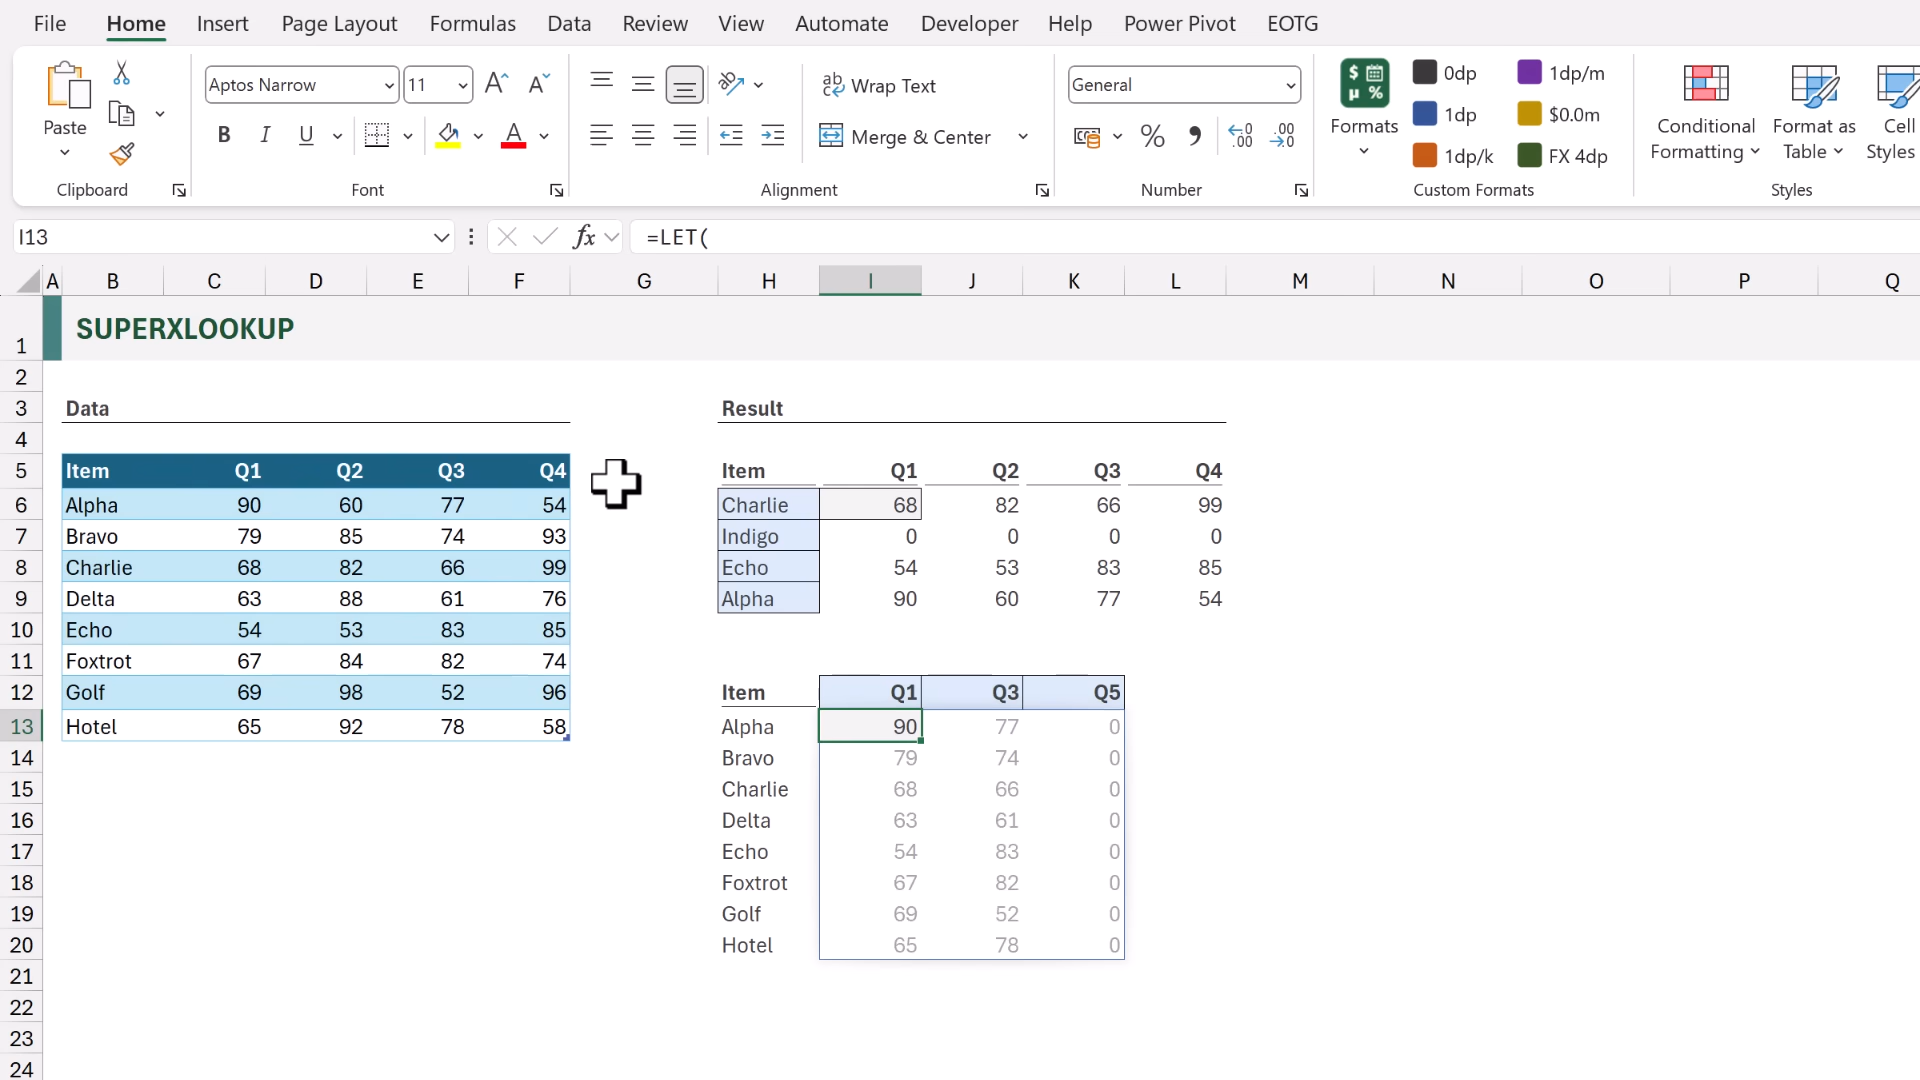 File Home Insert Page Layout Formulas Data Review View Automate Developer Help Power Pivot EOTG
Paste
Clipboard
Aptos Narrow 11 A A
B I U A
Font
ab Wrap Text
Merge & Center
Alignment
General
% , .00 .00
Number
$ µ %
Formats
0dp 1dp/m
1dp $0.0m
1dp/k FX 4dp
Custom Formats
Conditional Formatting
Format as Table
Cell Styles
Styles
I13 fx =LET(
A B C D E F G H I J K L M N O P Q
1 SUPERXLOOKUP
2
3 Data Result
4
5 Item Q1 Q2 Q3 Q4 Item Q1 Q2 Q3 Q4
6 Alpha 90 60 77 54 Charlie 68 82 66 99
7 Bravo 79 85 74 93 Indigo 0 0 0 0
8 Charlie 68 82 66 99 Echo 54 53 83 85
9 Delta 63 88 61 76 Alpha 90 60 77 54
10 Echo 54 53 83 85
11 Foxtrot 67 84 82 74
12 Golf 69 98 52 96 Item Q1 Q3 Q5
13 Hotel 65 92 78 58 Alpha 90 77 0
14 Bravo 79 74 0
15 Charlie 68 66 0
16 Delta 63 61 0
17 Echo 54 83 0
18 Foxtrot 67 82 0
19 Golf 69 52 0
20 Hotel 65 78 0
21
22
23
24